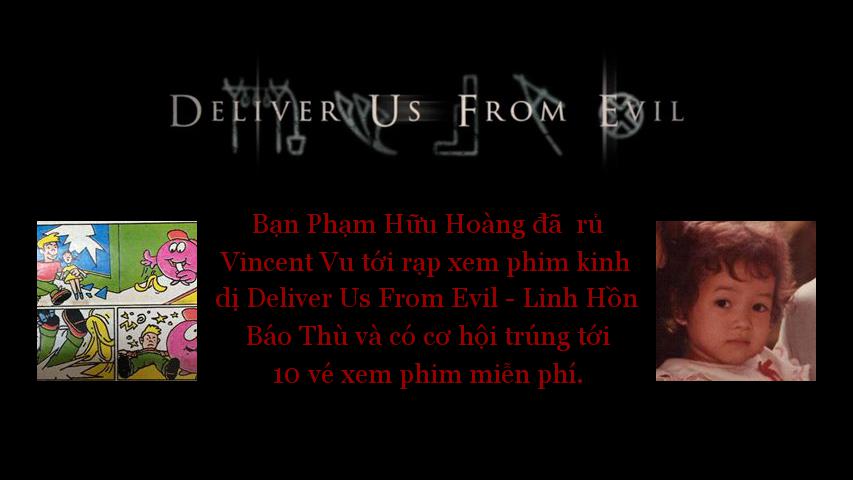 DELIVER US FROM EVIL
Bạn Phạm Hữu Hoàng đã rủ
Vincent Vu tới rạp xem phim kinh
dị Deliver Us From Evil - Linh Hồn
Báo Thù và có cơ hội trúng tới
10 vé xem phim miễn phí.